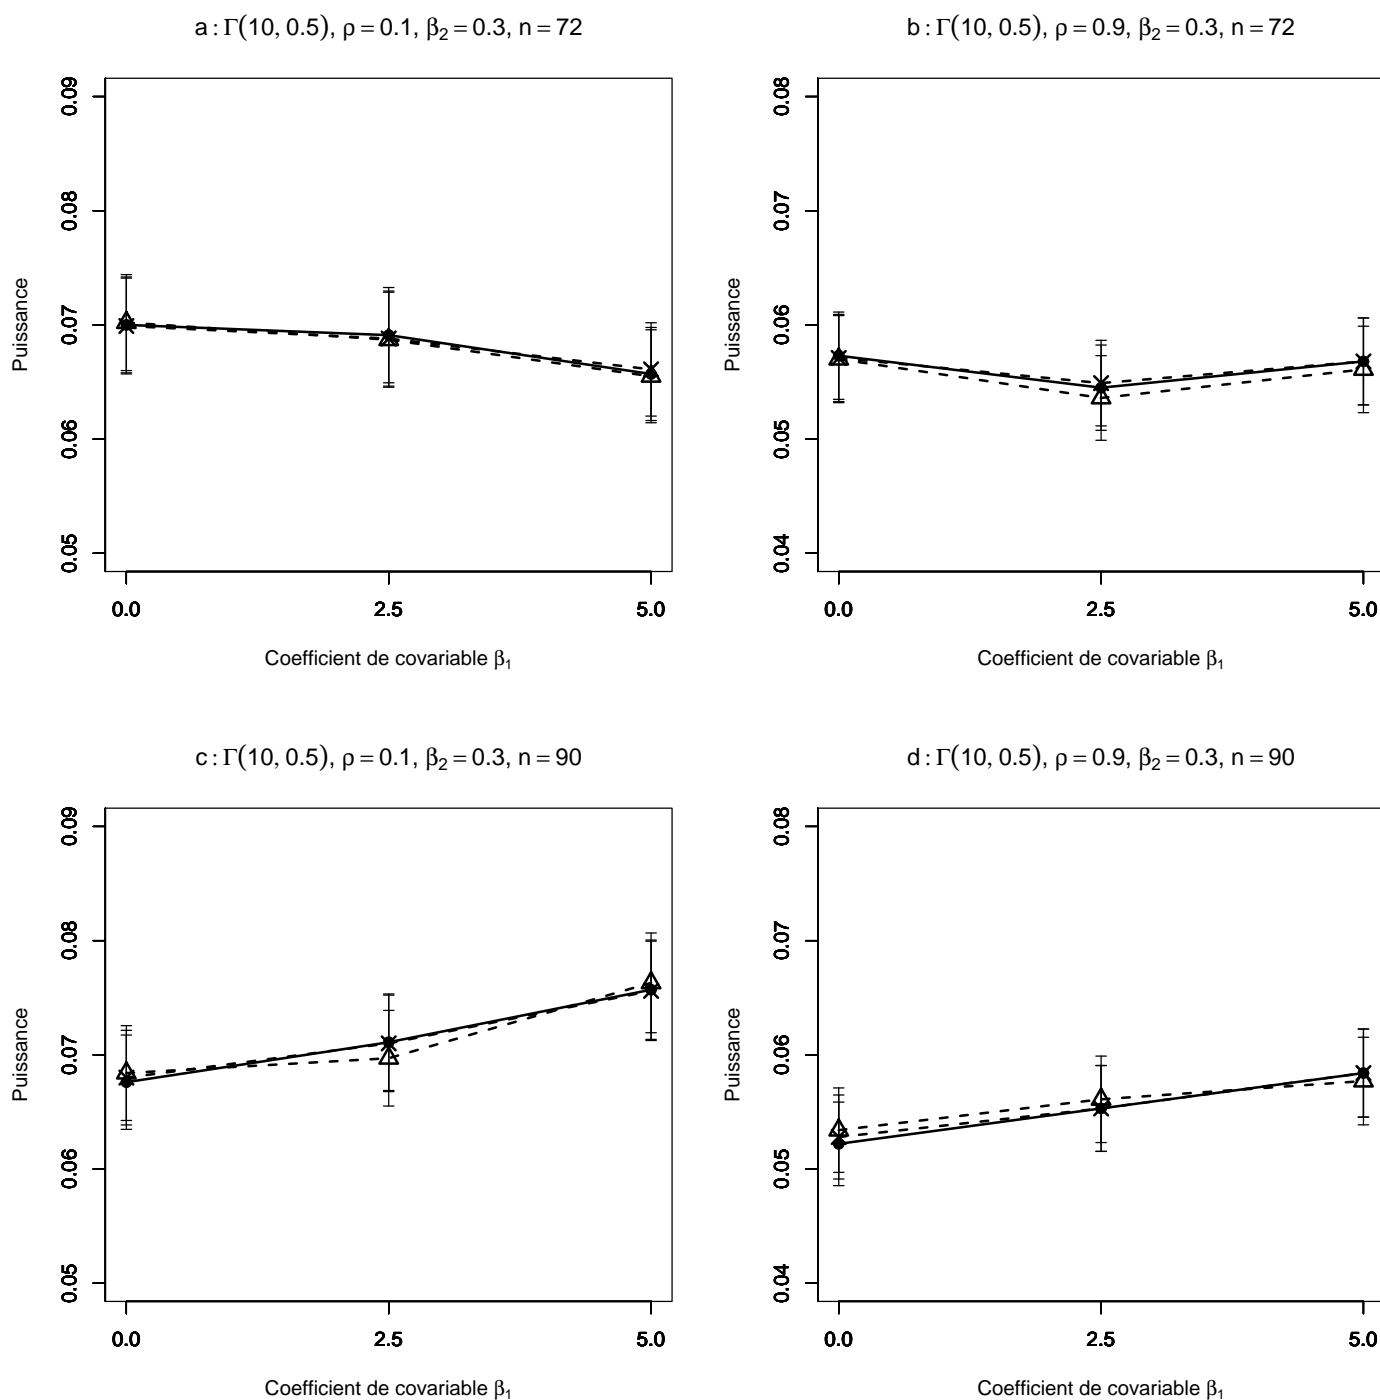 a : Γ(10, 0.5), ρ = 0.1, β₂ = 0.3, n = 72
Puissance
0.09
0.08
0.07
0.06
0.05
0.0 2.5 5.0
Coefficient de covariable β₁
b : Γ(10, 0.5), ρ = 0.9, β₂ = 0.3, n = 72
Puissance
0.08
0.07
0.06
0.05
0.04
0.0 2.5 5.0
Coefficient de covariable β₁
c : Γ(10, 0.5), ρ = 0.1, β₂ = 0.3, n = 90
Puissance
0.09
0.08
0.07
0.06
0.05
0.0 2.5 5.0
Coefficient de covariable β₁
d : Γ(10, 0.5), ρ = 0.9, β₂ = 0.3, n = 90
Puissance
0.08
0.07
0.06
0.05
0.04
0.0 2.5 5.0
Coefficient de covariable β₁